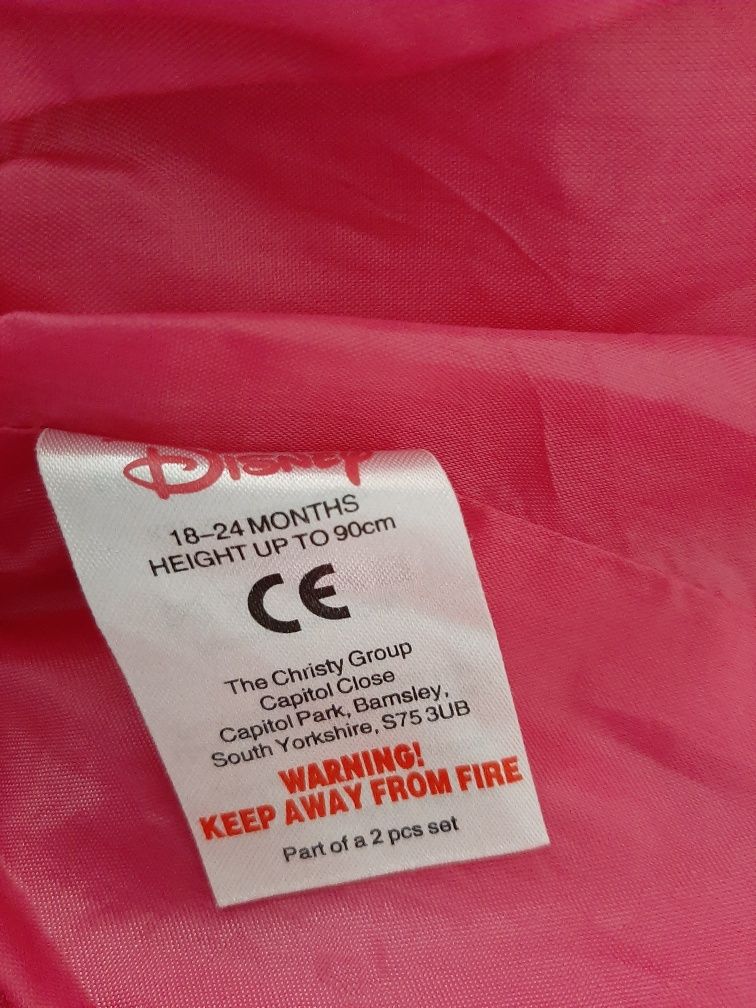 Disney
18–24 MONTHS
HEIGHT UP TO 90cm
CE
The Christy Group
Capitol Close
Capitol Park, Barnsley,
South Yorkshire, S75 3UB
WARNING!
KEEP AWAY FROM FIRE
Part of a 2 pcs set